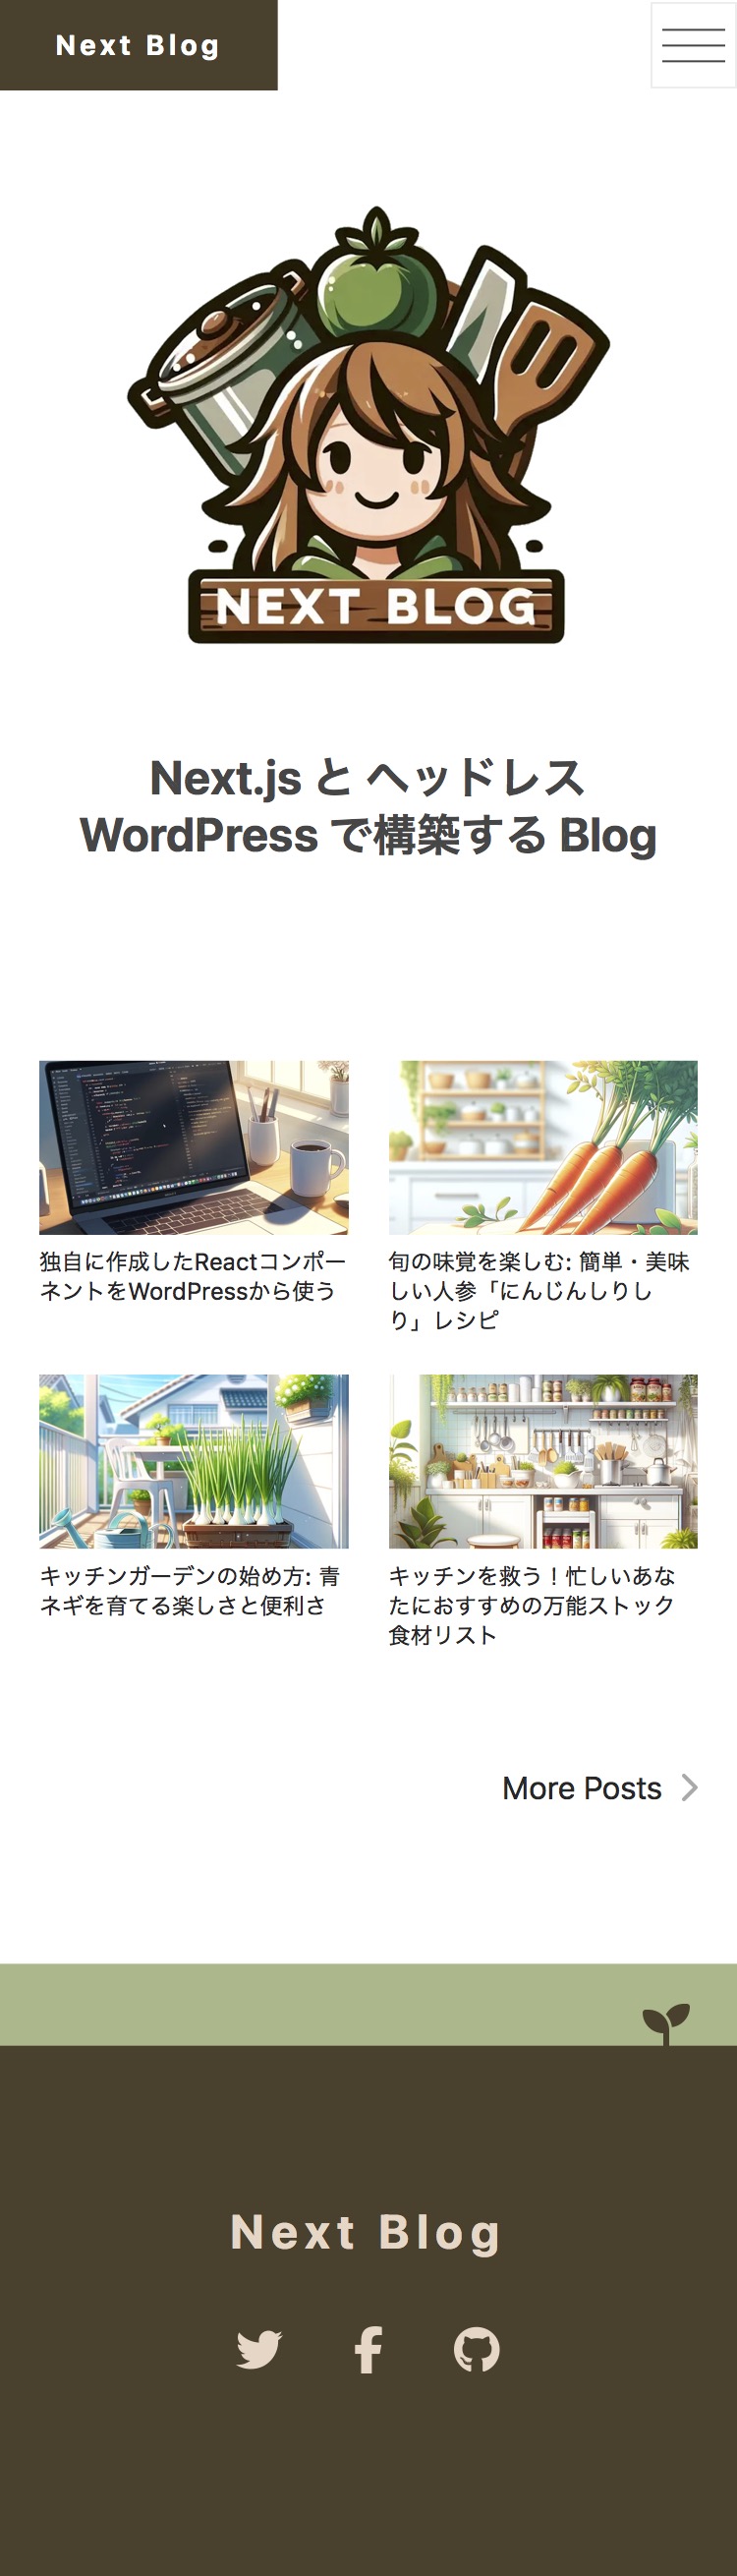 Next Blog
NEXT BLOG
Next.js と ヘッドレス
WordPress で構築する Blog
独自に作成したReactコンポー
ネントをWordPressから使う
旬の味覚を楽しむ: 簡単・美味
しい人参「にんじんしりし
り」レシピ
キッチンガーデンの始め方: 青
ネギを育てる楽しさと便利さ
キッチンを救う！忙しいあな
たにおすすめの万能ストック
食材リスト
More Posts
Next Blog